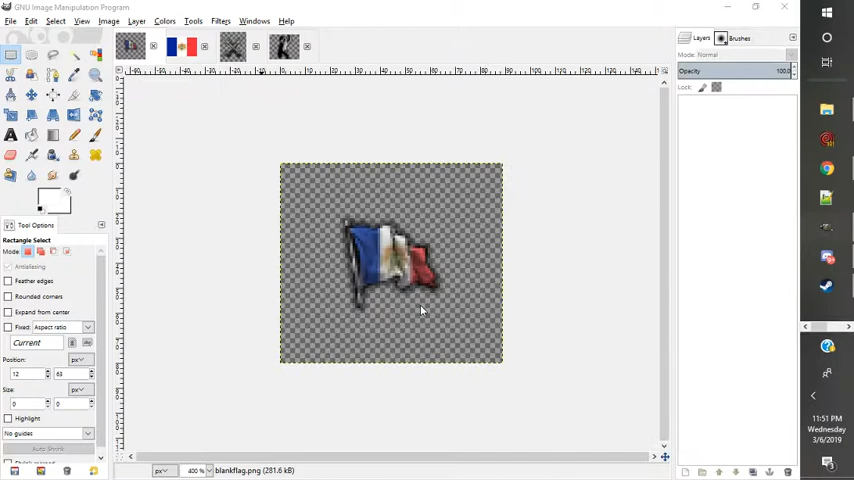 GNU Image Manipulation Program
File Edit Select View Image Layer Colors Tools Filters Windows Help
Layers Brushes
Mode: Normal
Opacity 100.0
Lock:
Tool Options
Rectangle Select
Mode:
Antialiasing
Feather edges
Rounded corners
Expand from center
Fixed: Aspect ratio
Current
Position: px
12 63
Size: px
0 0
Highlight
No guides
Auto Shrink
px 400 % blankflag.png (281.6 kB)
11:51 PM
Wednesday
3/6/2019
3